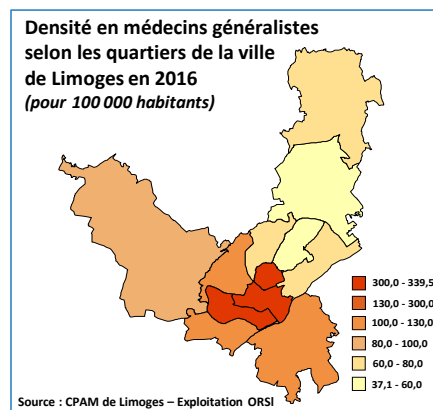 Densité en médecins généralistes
selon les quartiers de la ville
de Limoges en 2016
(pour 100 000 habitants)
300,0 - 339,5
130,0 - 300,0
100,0 - 130,0
80,0 - 100,0
60,0 - 80,0
37,1 - 60,0
Source : CPAM de Limoges – Exploitation ORSI